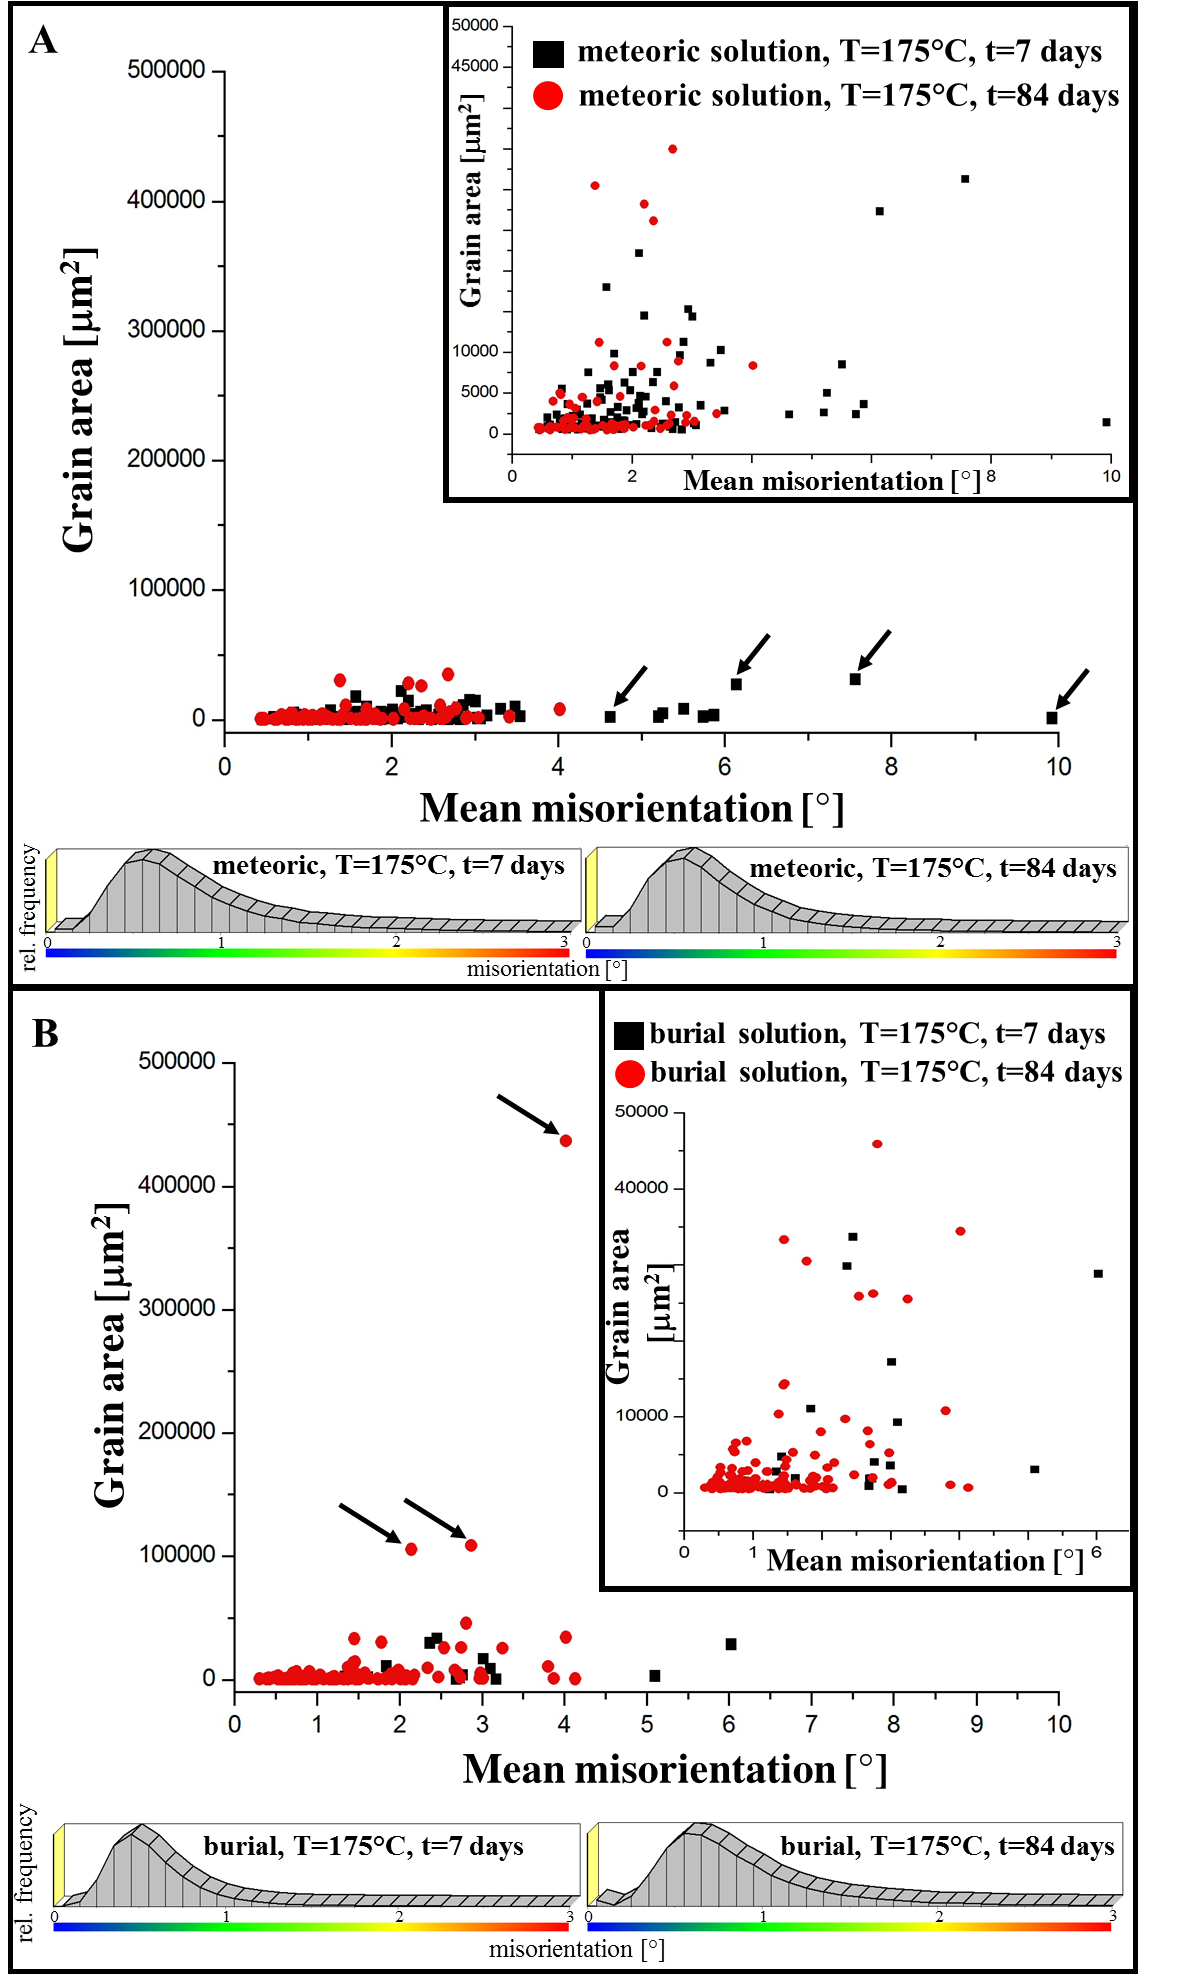 A
500000
400000
300000
200000
100000
0
Grain area [μm²]
0 2 4 6 8 10
Mean misorientation [°]
50000
45000
10000
5000
0
Grain area [μm²]
meteoric solution, T=175°C, t=7 days
meteoric solution, T=175°C, t=84 days
0 2 8 10
Mean misorientation [°]
rel. frequency
meteoric, T=175°C, t=7 days
0 1 2 3
meteoric, T=175°C, t=84 days
0 1 2 3
misorientation [°]
B
500000
400000
300000
200000
100000
0
Grain area [μm²]
0 1 2 3 4 5 6 7 8 9 10
Mean misorientation [°]
burial solution, T=175°C, t=7 days
burial solution, T=175°C, t=84 days
50000
40000
10000
0
Grain area
[μm²]
0 1 6
Mean misorientation [°]
rel. frequency
burial, T=175°C, t=7 days
0 1 2 3
burial, T=175°C, t=84 days
0 1 2 3
misorientation [°]